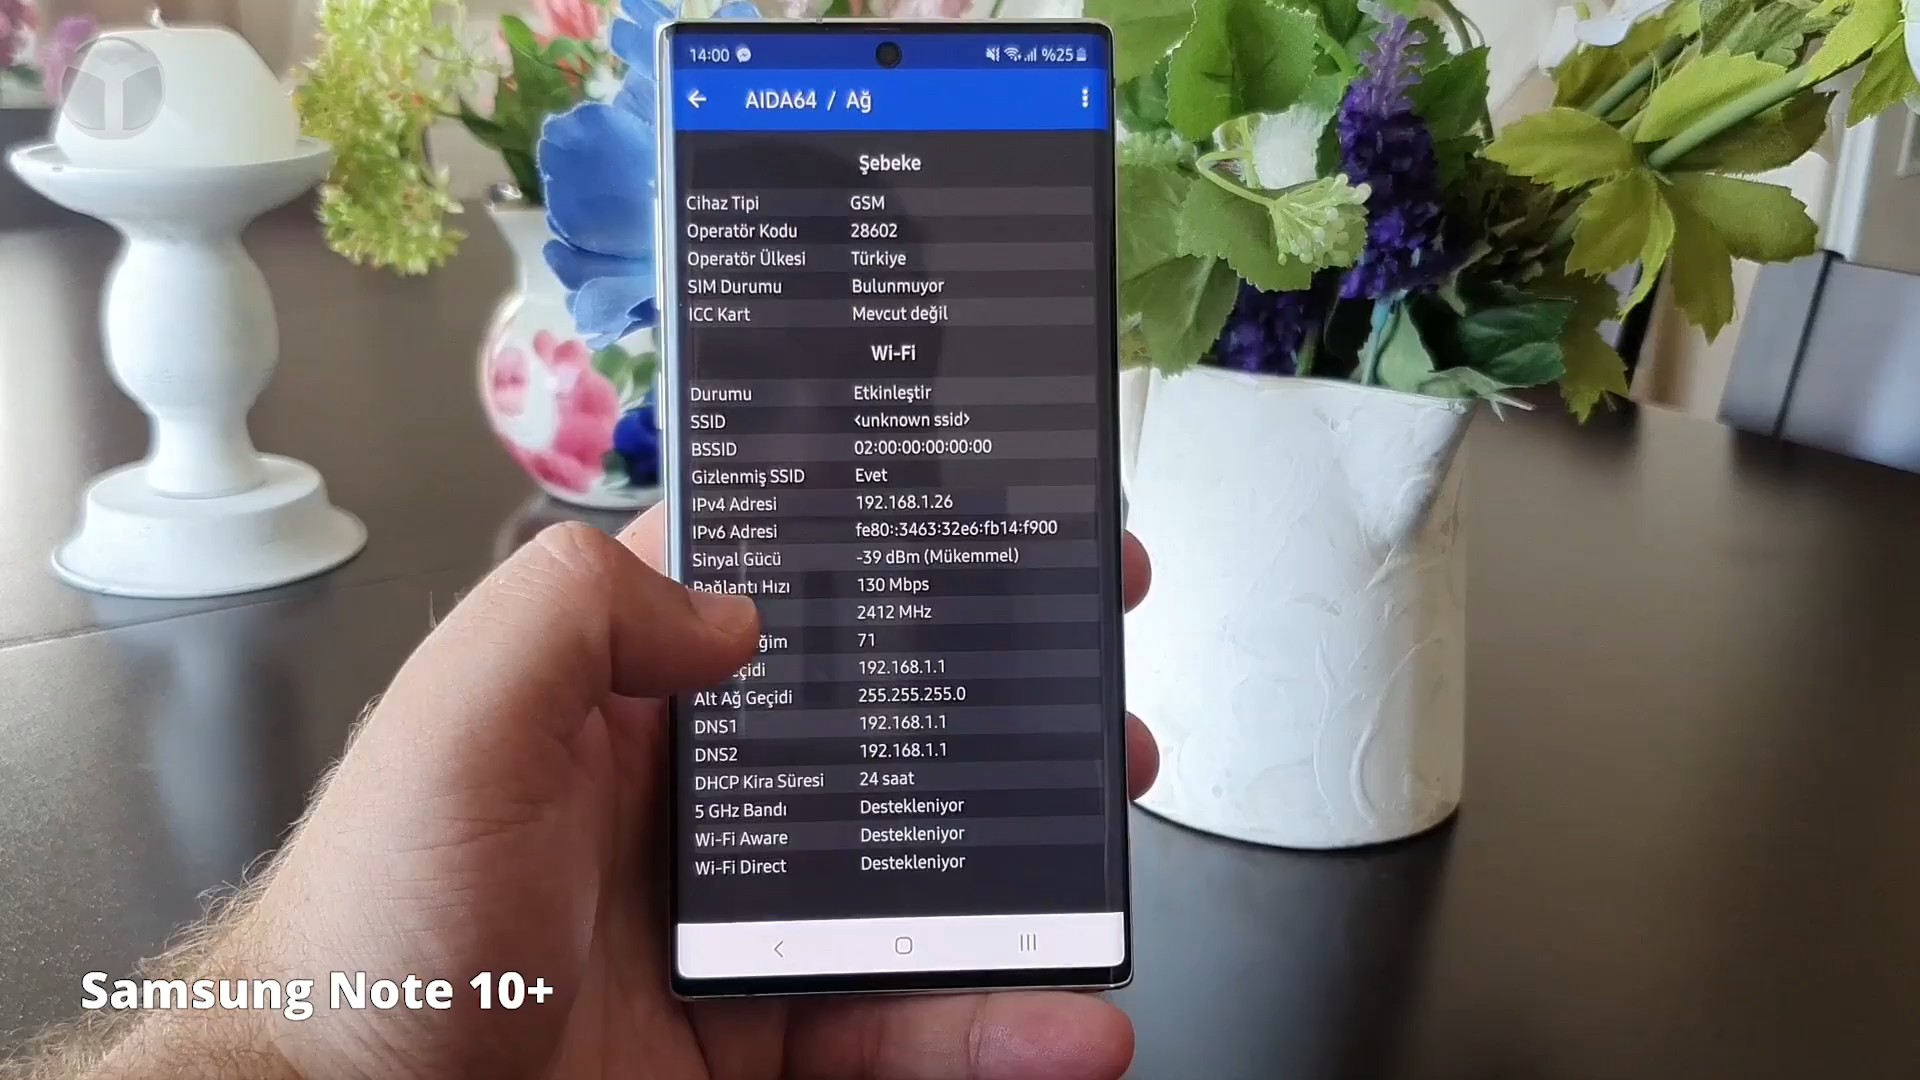 14:00 %25
AIDA64 / Ağ
Şebeke
Cihaz Tipi GSM
Operatör Kodu 28602
Operatör Ülkesi Türkiye
SIM Durumu Bulunmuyor
ICC Kart Mevcut değil
Wi-Fi
Durumu Etkinleştir
SSID <unknown ssid>
BSSID 02:00:00:00:00:00
Gizlenmiş SSID Evet
IPv4 Adresi 192.168.1.26
IPv6 Adresi fe80::3463:32e6:fb14:f900
Sinyal Gücü -39 dBm (Mükemmel)
Bağlantı Hızı 130 Mbps
2412 MHz
71
192.168.1.1
Alt Ağ Geçidi 255.255.255.0
DNS1 192.168.1.1
DNS2 192.168.1.1
DHCP Kira Süresi 24 saat
5 GHz Bandı Destekleniyor
Wi-Fi Aware Destekleniyor
Wi-Fi Direct Destekleniyor
Samsung Note 10+